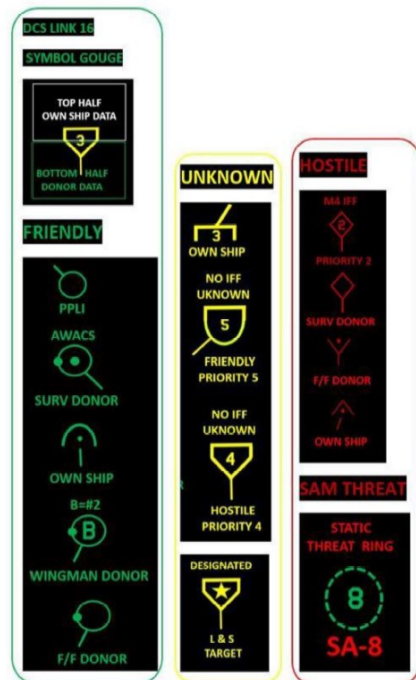 DCS LINK 16
SYMBOL GOUGE
TOP HALF
OWN SHIP DATA
3
BOTTOM HALF
DONOR DATA
FRIENDLY
PPLI
AWACS
SURV DONOR
OWN SHIP
B=#2
B
WINGMAN DONOR
F/F DONOR
UNKNOWN
3
OWN SHIP
NO IFF
UKNOWN
5
FRIENDLY
PRIORITY 5
NO IFF
UKNOWN
4
HOSTILE
PRIORITY 4
DESIGNATED
L & S
TARGET
HOSTILE
M4 IFF
2
PRIORITY 2
SURV DONOR
F/F DONOR
OWN SHIP
SAM THREAT
STATIC
THREAT RING
8
SA-8